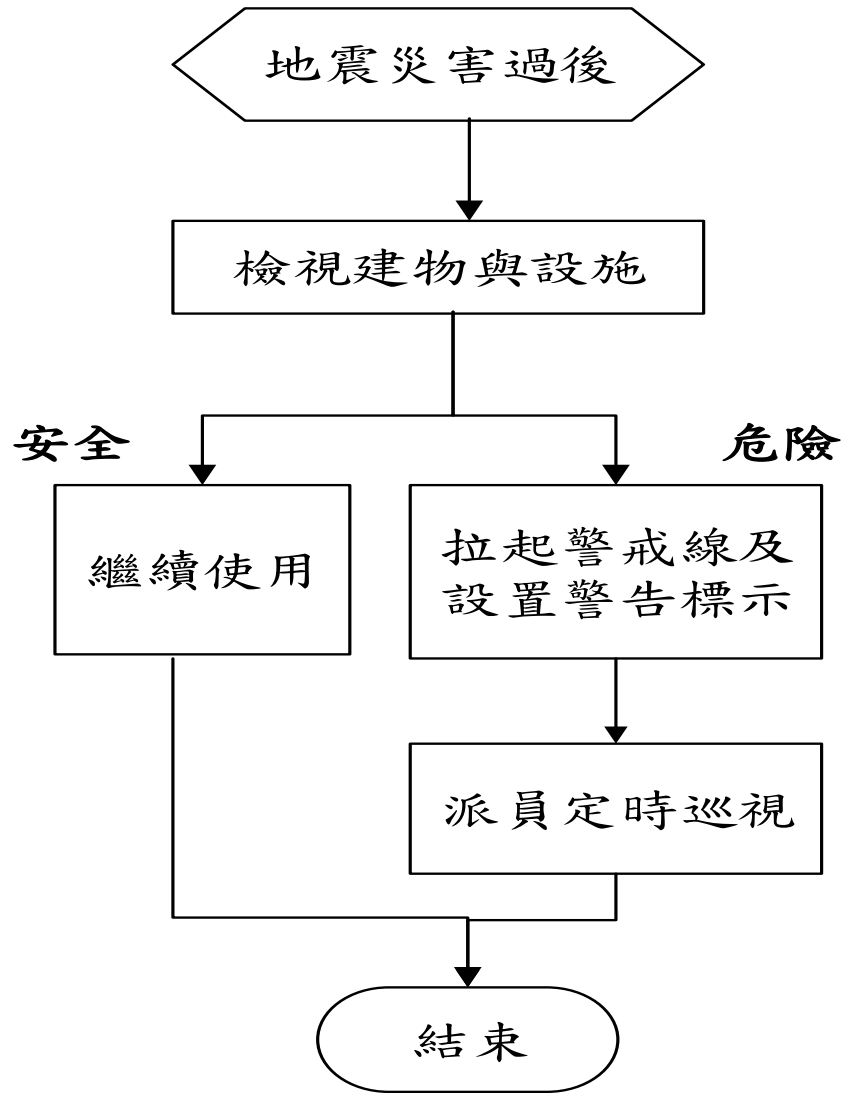 地震災害過後
檢視建物與設施
安全
危險
繼續使用
拉起警戒線及
設置警告標示
派員定時巡視
結束